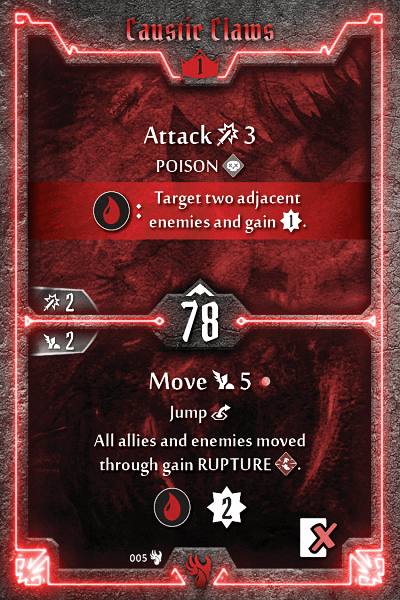 Caustic Claws
1
Attack 3
POISON
: Target two adjacent
enemies and gain 1.
2
78
2
Move 5
Jump
All allies and enemies moved
through gain RUPTURE .
2
005